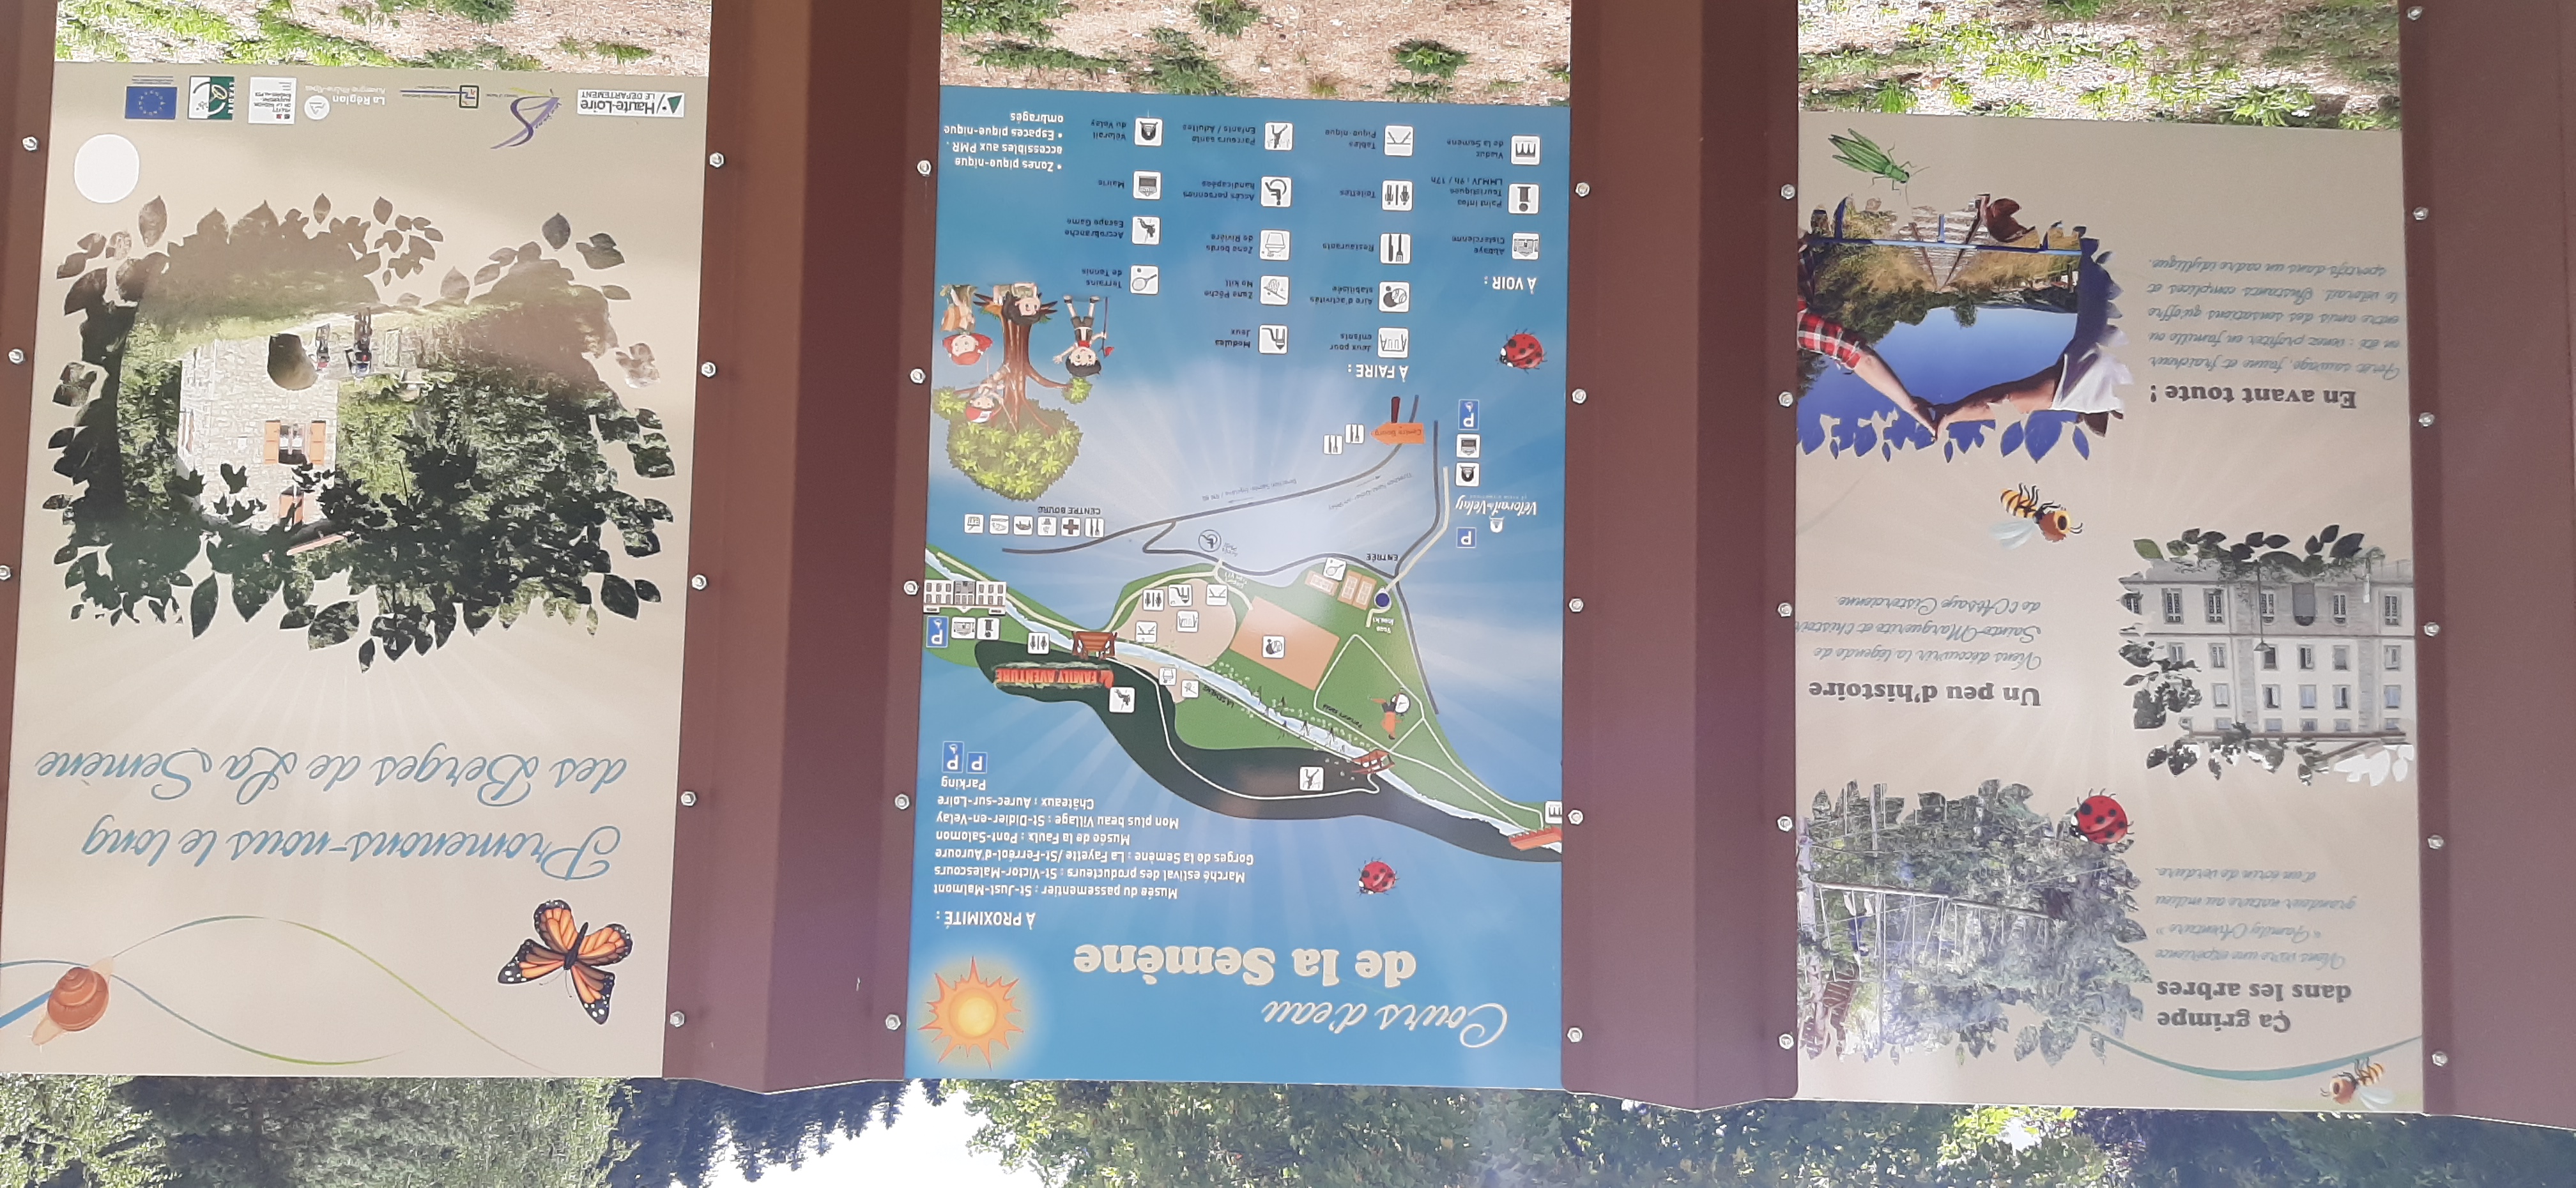 Ça grimpe
dans les arbres
Viens vivre une expérience
« Family Aventure »
grandeur nature au milieu
d'un écrin de verdure.
Un peu d'histoire
Viens découvrir la légende de
Sainte-Marguerite et l'histoir
de l'Abbaye Cistercienne.
En avant toute !
Forêt sauvage, faune et fraîcheur
en été : venez profiter en famille ou
entre amis des sensations qu'offre
le vélorail. Instants complices et
sportifs dans un cadre idyllique.
Cours d'eau
de la Semène
À PROXIMITÉ :
Musée du passementier : St-Just-Malmont
Marché estival des producteurs : St-Victor-Malescours
Gorges de la Semène : La Fayette /St-Ferréol-d'Auroure
Musée de la Faulx : Pont-Salomon
Mon plus beau Village : St-Didier-en-Velay
Châteaux : Aurec-sur-Loire
Parking
P P
LA SEMÈNE
FAMILY AVENTURE
P
ENTRÉE
P
Vélorail du Velay
CENTRE BOURG
Centre Bourg
P
À FAIRE :
Jeux pour
enfants
Modules
Jeux
Aire d'activités
stabilisée
Zone Pêche
No kill
Terrains
de Tennis
À VOIR :
Abbaye
Cistercienne
Restaurants
Zone bords
de Rivière
Accrobranche
Escape Game
Point Infos
Touristiques
LMMJV : 9h / 17h
Toilettes
Accès personnes
handicapées
Mairie
Viaduc
de la Semène
Tables
Pique-nique
Parcours santé
Enfants / Adultes
Vélorail
du Velay
• Zones pique-nique
accessibles aux PMR.
• Espaces pique-nique
ombragés
Promenons-nous le long
des Berges de La Semène
Haute-Loire
LE DÉPARTEMENT
La Région
Auvergne-Rhône-Alpes